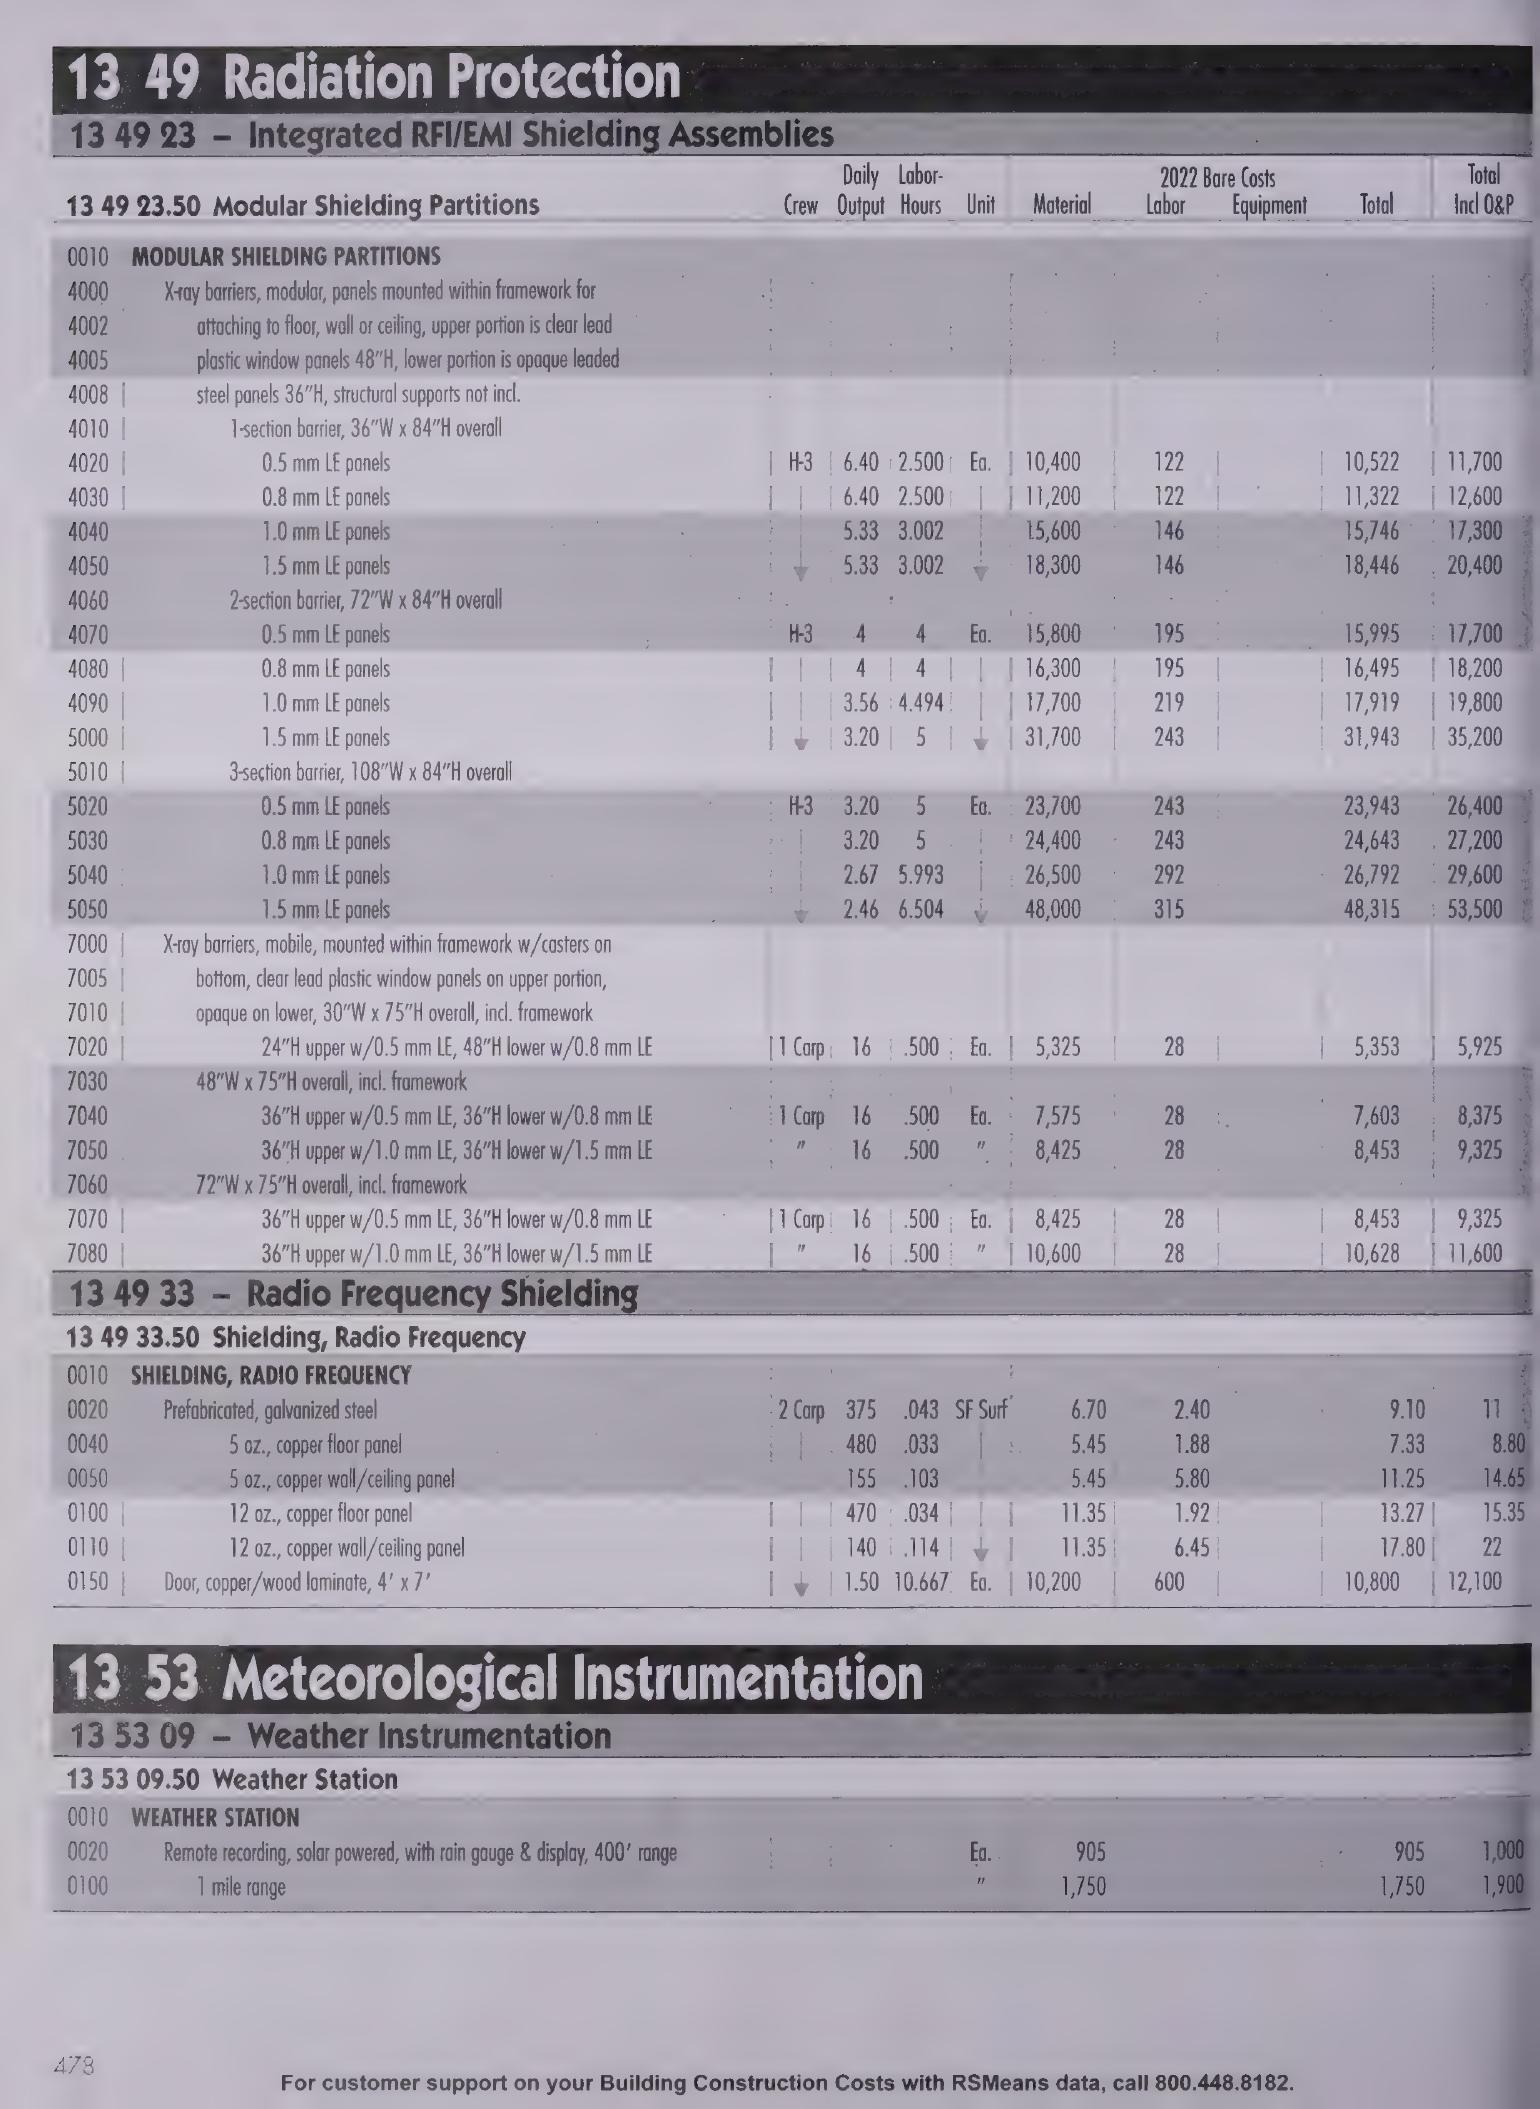 13 49 Radiation Protection
13 49 23 – Integrated RFI/EMI Shielding Assemblies
13 49 23.50 Modular Shielding Partitions Crew Daily Output Labor-Hours Unit Material 2022 Bare Costs Labor Equipment Total Total Incl O&P
0010 MODULAR SHIELDING PARTITIONS
4000 X-ray barriers, modular, panels mounted within framework for
4002 attaching to floor, wall or ceiling, upper portion is clear lead
4005 plastic window panels 48"H, lower portion is opaque leaded
4008 steel panels 36"H, structural supports not incl.
4010 1-section barrier, 36"W x 84"H overall
4020 0.5 mm LE panels H-3 6.40 2.500 Ea. 10,400 122 10,522 11,700
4030 0.8 mm LE panels 6.40 2.500 11,200 122 11,322 12,600
4040 1.0 mm LE panels 5.33 3.002 15,600 146 15,746 17,300
4050 1.5 mm LE panels 5.33 3.002 18,300 146 18,446 20,400
4060 2-section barrier, 72"W x 84"H overall
4070 0.5 mm LE panels H-3 4 4 Ea. 15,800 195 15,995 17,700
4080 0.8 mm LE panels 4 4 16,300 195 16,495 18,200
4090 1.0 mm LE panels 3.56 4.494 17,700 219 17,919 19,800
5000 1.5 mm LE panels 3.20 5 31,700 243 31,943 35,200
5010 3-section barrier, 108"W x 84"H overall
5020 0.5 mm LE panels H-3 3.20 5 Ea. 23,700 243 23,943 26,400
5030 0.8 mm LE panels 3.20 5 24,400 243 24,643 27,200
5040 1.0 mm LE panels 2.67 5.993 26,500 292 26,792 29,600
5050 1.5 mm LE panels 2.46 6.504 48,000 315 48,315 53,500
7000 X-ray barriers, mobile, mounted within framework w/casters on
7005 bottom, clear lead plastic window panels on upper portion,
7010 opaque on lower, 30"W x 75"H overall, incl. framework
7020 24"H upper w/0.5 mm LE, 48"H lower w/0.8 mm LE 1 Carp 16 .500 Ea. 5,325 28 5,353 5,925
7030 48"W x 75"H overall, incl. framework
7040 36"H upper w/0.5 mm LE, 36"H lower w/0.8 mm LE 1 Carp 16 .500 Ea. 7,575 28 7,603 8,375
7050 36"H upper w/1.0 mm LE, 36"H lower w/1.5 mm LE " 16 .500 " 8,425 28 8,453 9,325
7060 72"W x 75"H overall, incl. framework
7070 36"H upper w/0.5 mm LE, 36"H lower w/0.8 mm LE 1 Carp 16 .500 Ea. 8,425 28 8,453 9,325
7080 36"H upper w/1.0 mm LE, 36"H lower w/1.5 mm LE " 16 .500 " 10,600 28 10,628 11,600
13 49 33 – Radio Frequency Shielding
13 49 33.50 Shielding, Radio Frequency
0010 SHIELDING, RADIO FREQUENCY
0020 Prefabricated, galvanized steel 2 Carp 375 .043 SF Surf 6.70 2.40 9.10 11
0040 5 oz., copper floor panel 480 .033 5.45 1.88 7.33 8.80
0050 5 oz., copper wall/ceiling panel 155 .103 5.45 5.80 11.25 14.65
0100 12 oz., copper floor panel 470 .034 11.35 1.92 13.27 15.35
0110 12 oz., copper wall/ceiling panel 140 .114 11.35 6.45 17.80 22
0150 Door, copper/wood laminate, 4' x 7' 1.50 10.667 Ea. 10,200 600 10,800 12,100
13 53 Meteorological Instrumentation
13 53 09 – Weather Instrumentation
13 53 09.50 Weather Station
0010 WEATHER STATION
0020 Remote recording, solar powered, with rain gauge & display, 400' range Ea. 905 905 1,000
0100 1 mile range " 1,750 1,750 1,900
478
For customer support on your Building Construction Costs with RSMeans data, call 800.448.8182.